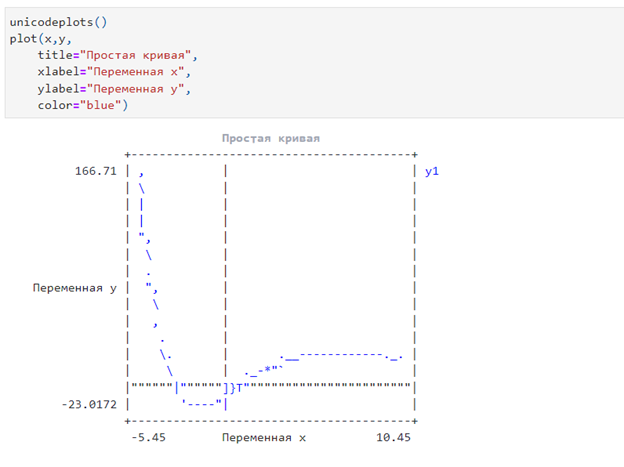 unicodeplots()
plot(x,y,
    title="Простая кривая",
    xlabel="Переменная x",
    ylabel="Переменная y",
    color="blue")
Простая кривая
166.71
y1
Переменная y
-23.0172
-5.45 Переменная x 10.45